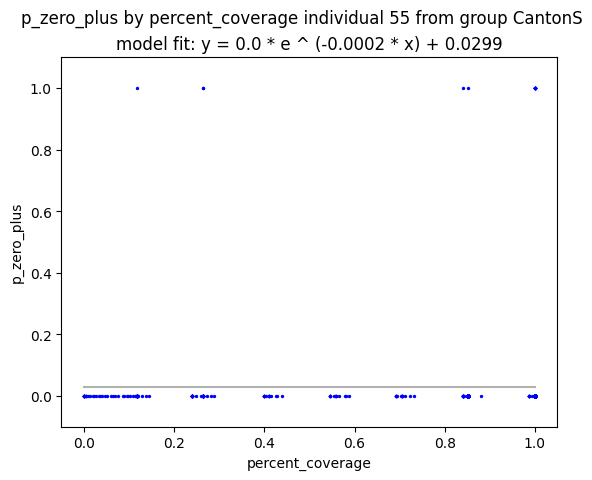 p_zero_plus by percent_coverage individual 55 from group CantonS
model fit: y = 0.0 * e ^ (-0.0002 * x) + 0.0299
1.0
0.8
0.6
0.4
0.2
0.0
p_zero_plus
0.0 0.2 0.4 0.6 0.8 1.0
percent_coverage